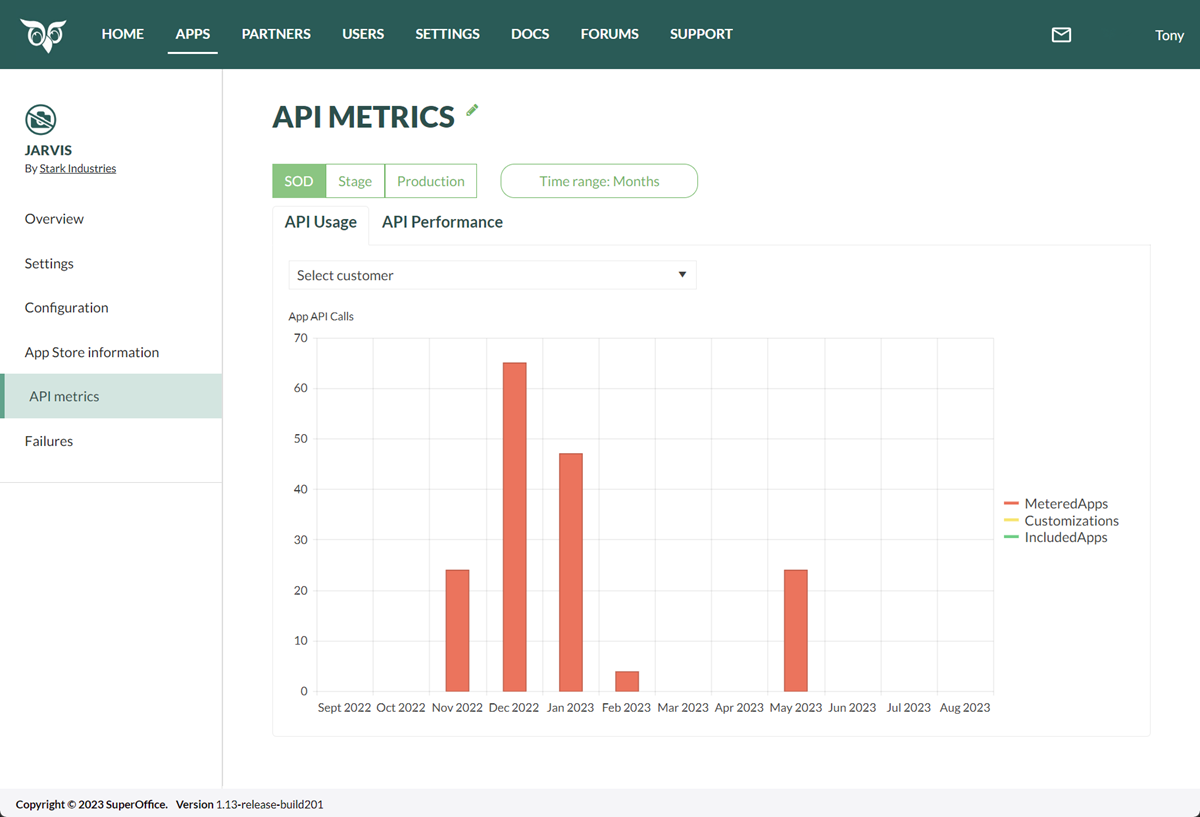 HOME APPS PARTNERS USERS SETTINGS DOCS FORUMS SUPPORT Tony
JARVIS
By Stark Industries
Overview
Settings
Configuration
App Store information
API metrics
Failures
API METRICS
SOD Stage Production Time range: Months
API Usage API Performance
Select customer
App API Calls
70
60
50
40
30
20
10
0
Sept 2022 Oct 2022 Nov 2022 Dec 2022 Jan 2023 Feb 2023 Mar 2023 Apr 2023 May 2023 Jun 2023 Jul 2023 Aug 2023
MeteredApps
Customizations
IncludedApps
Copyright © 2023 SuperOffice. Version 1.13-release-build201